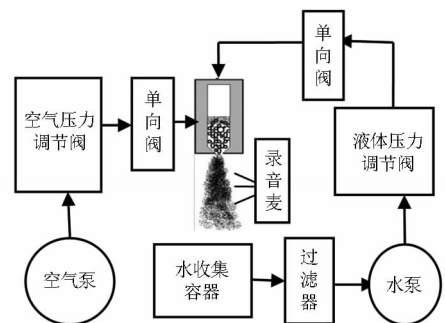 单
向
阀
空气压力
调节阀
单
向
阀
录
音
麦
液体压力
调节阀
空气泵
水收集
容器
过
滤
器
水泵